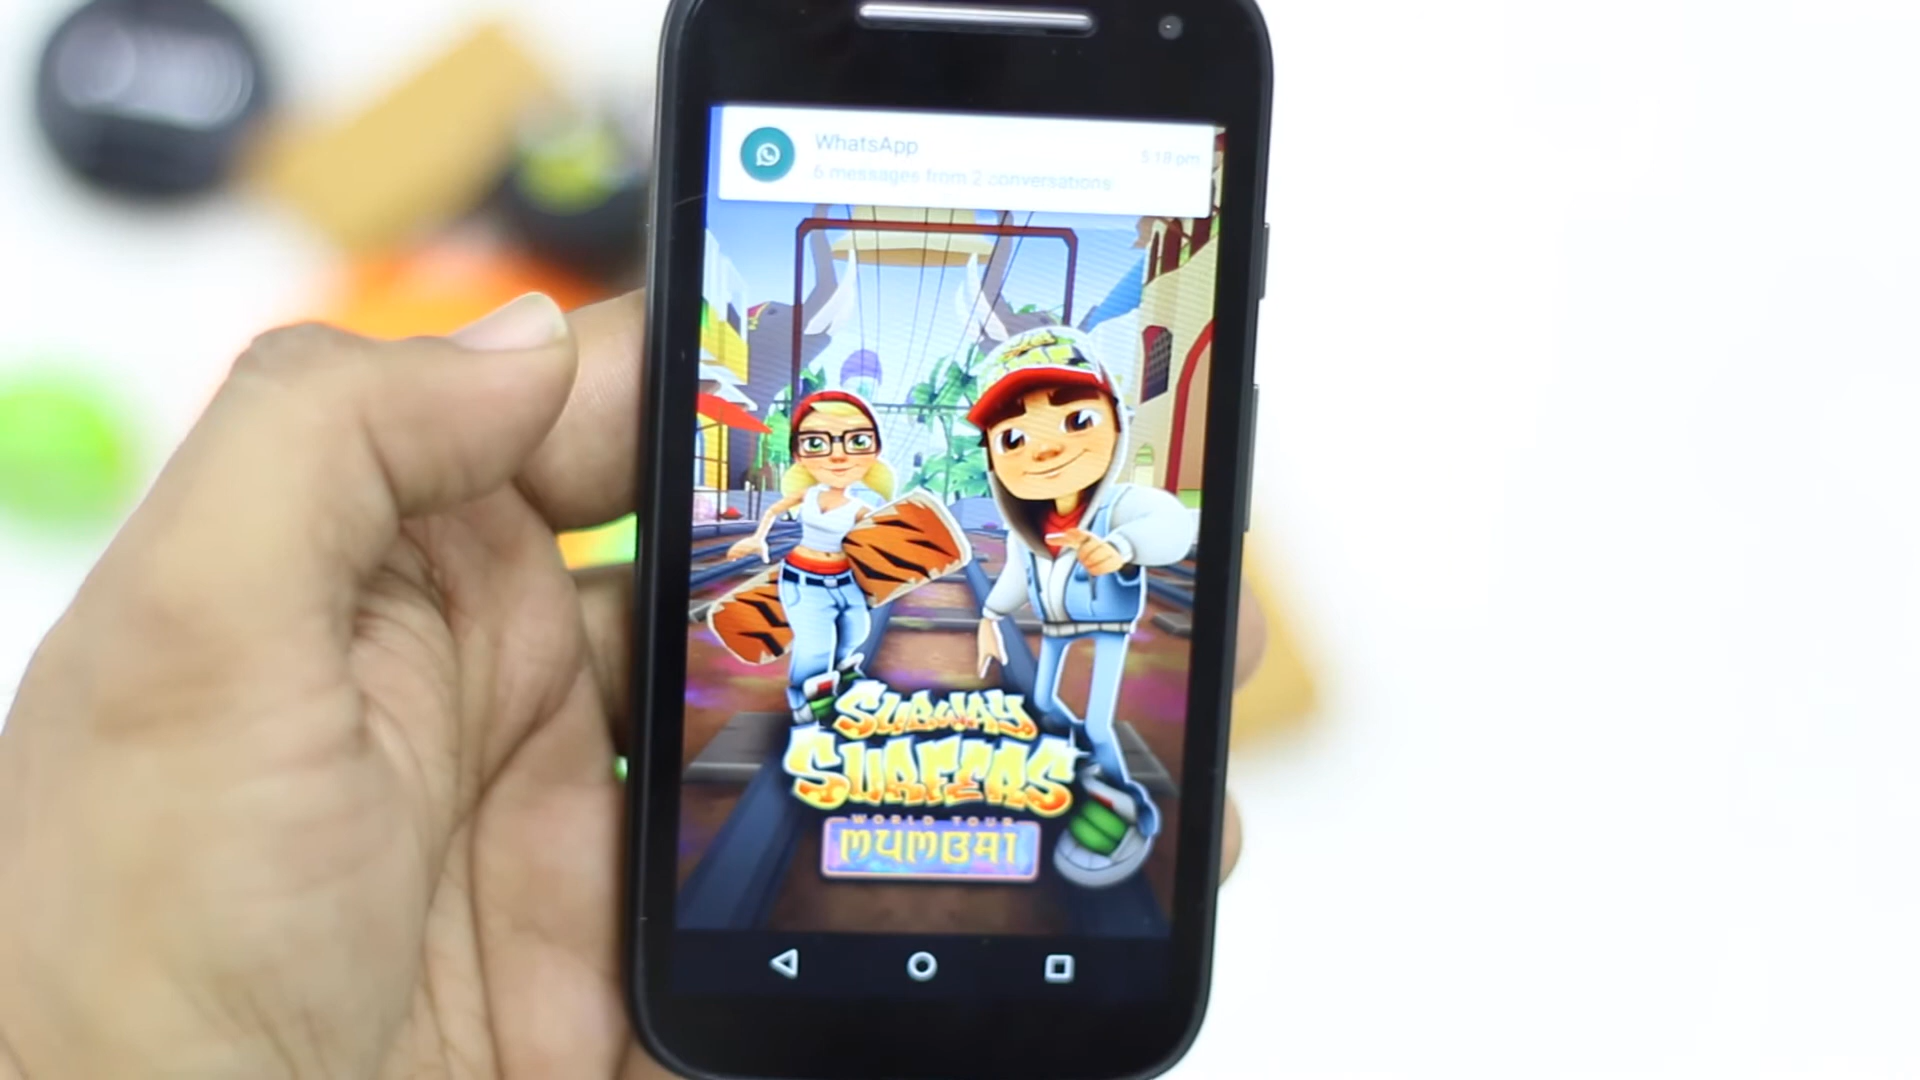 WhatsApp
5:18 pm
6 messages from 2 conversations
SUBWAY
SURFERS
WORLD TOUR
MUMBAI